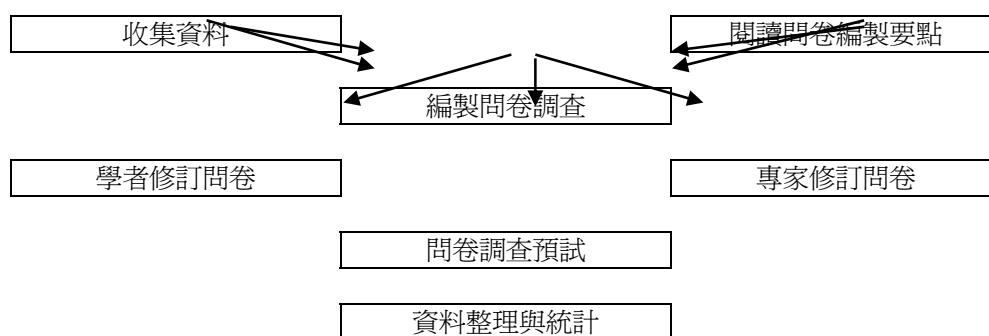 收集資料
閱讀問卷編製要點
編製問卷調查
學者修訂問卷
專家修訂問卷
問卷調查預試
資料整理與統計